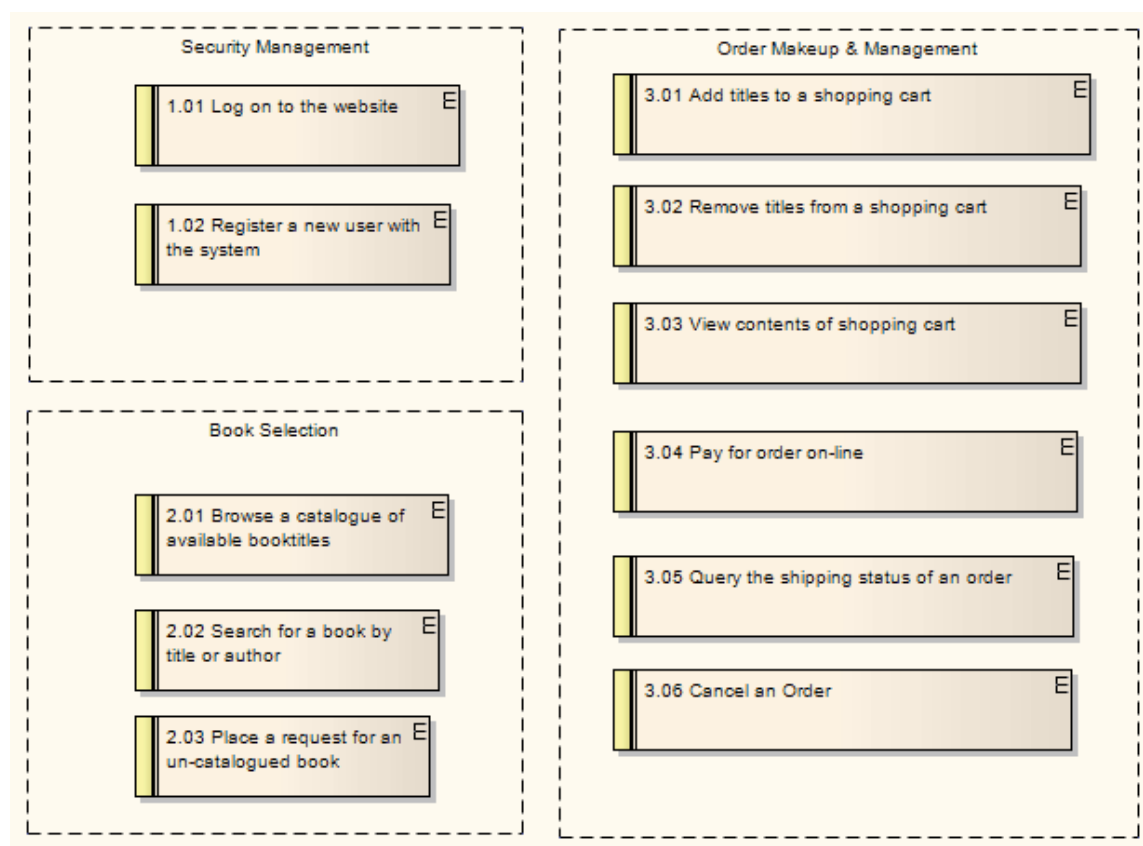 Security Management
1.01 Log on to the website
E
1.02 Register a new user with
the system
E
Book Selection
2.01 Browse a catalogue of
available booktitles
E
2.02 Search for a book by
title or author
E
2.03 Place a request for an
un-catalogued book
E
Order Makeup & Management
3.01 Add titles to a shopping cart
E
3.02 Remove titles from a shopping cart
E
3.03 View contents of shopping cart
E
3.04 Pay for order on-line
E
3.05 Query the shipping status of an order
E
3.06 Cancel an Order
E